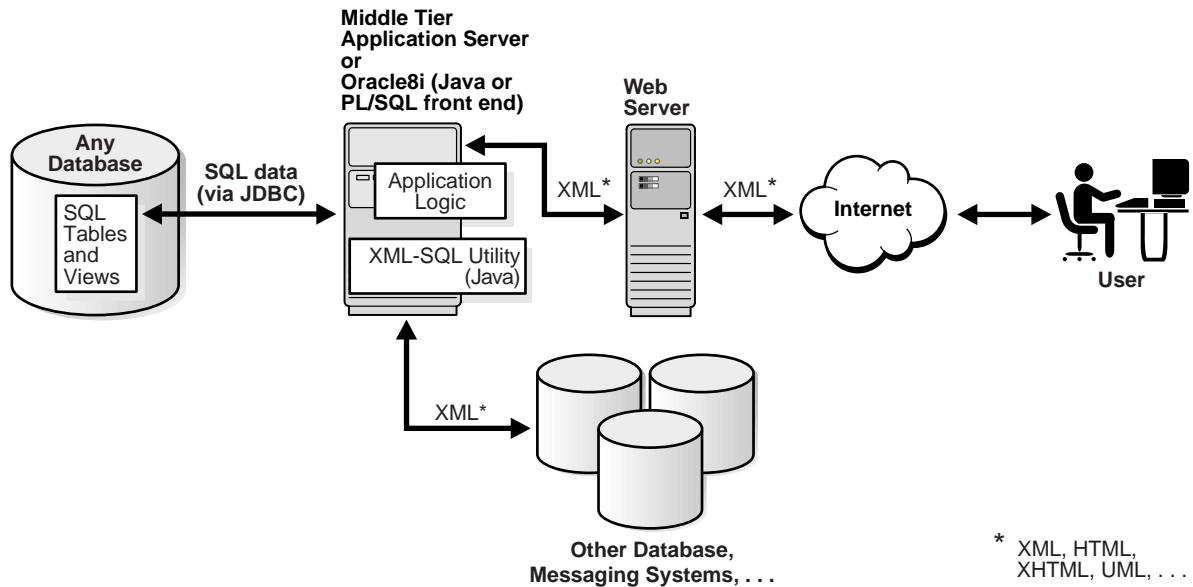 Middle Tier
Application Server
or
Oracle8i (Java or
PL/SQL front end)
Web
Server
Any
Database
SQL data
(via JDBC)
Application
Logic
XML*
XML*
Internet
SQL
Tables
and
Views
XML-SQL Utility
(Java)
User
XML*
Other Database,
Messaging Systems, . . .
* XML, HTML,
XHTML, UML, . . .